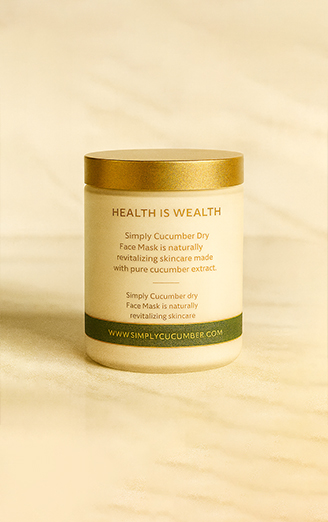 HEALTH IS WEALTH
Simply Cucumber Dry
Face Mask is naturally
revitalizing skincare made
with pure cucumber extract.
Simply Cucumber dry
Face Mask is naturally
revitalizing skincare
WWW.SIMPLYCUCUMBER.COM